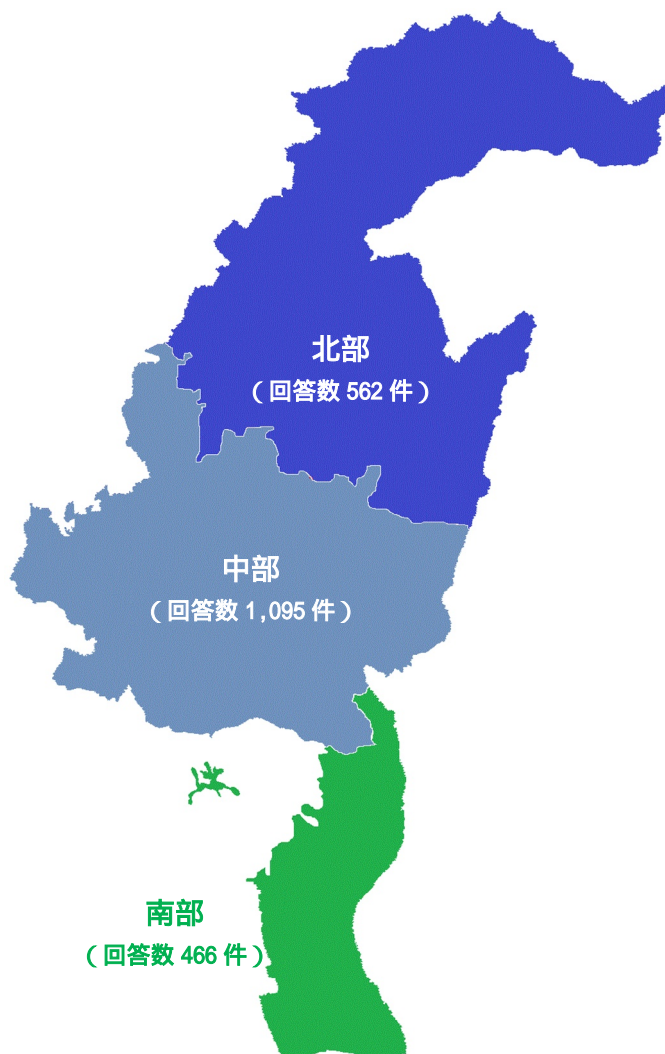 北部
（回答数 562 件）
中部
（回答数 1,095 件）
南部
（回答数 466 件）